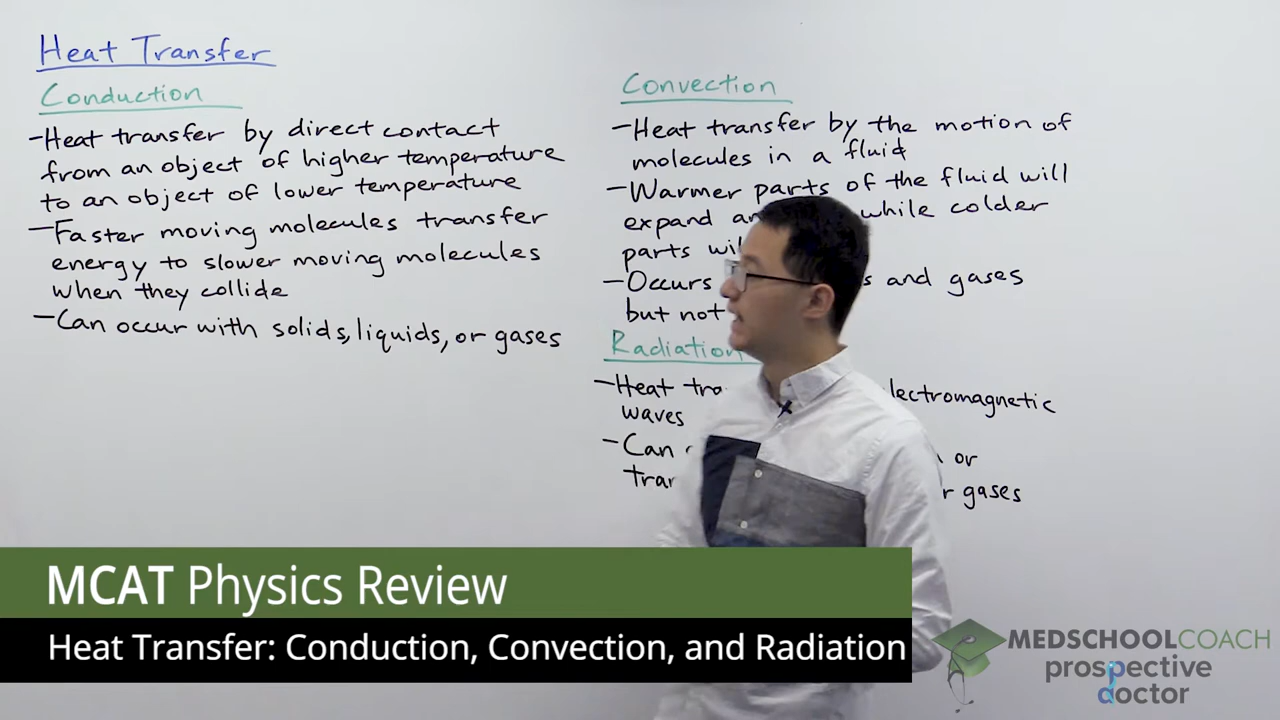 Heat Transfer
Conduction
-Heat transfer by direct contact
from an object of higher temperature
to an object of lower temperature
-Faster moving molecules transfer
energy to slower moving molecules
when they collide
-Can occur with solids, liquids, or gases
Convection
-Heat transfer by the motion of
molecules in a fluid
-Warmer parts of the fluid will
expand while colder
parts
-Occurs and gases
but not
Radiation
-Heat
waves
-Can or
gases
MCAT Physics Review
Heat Transfer: Conduction, Convection, and Radiation
MEDSCHOOLCOACH
prospective
doctor